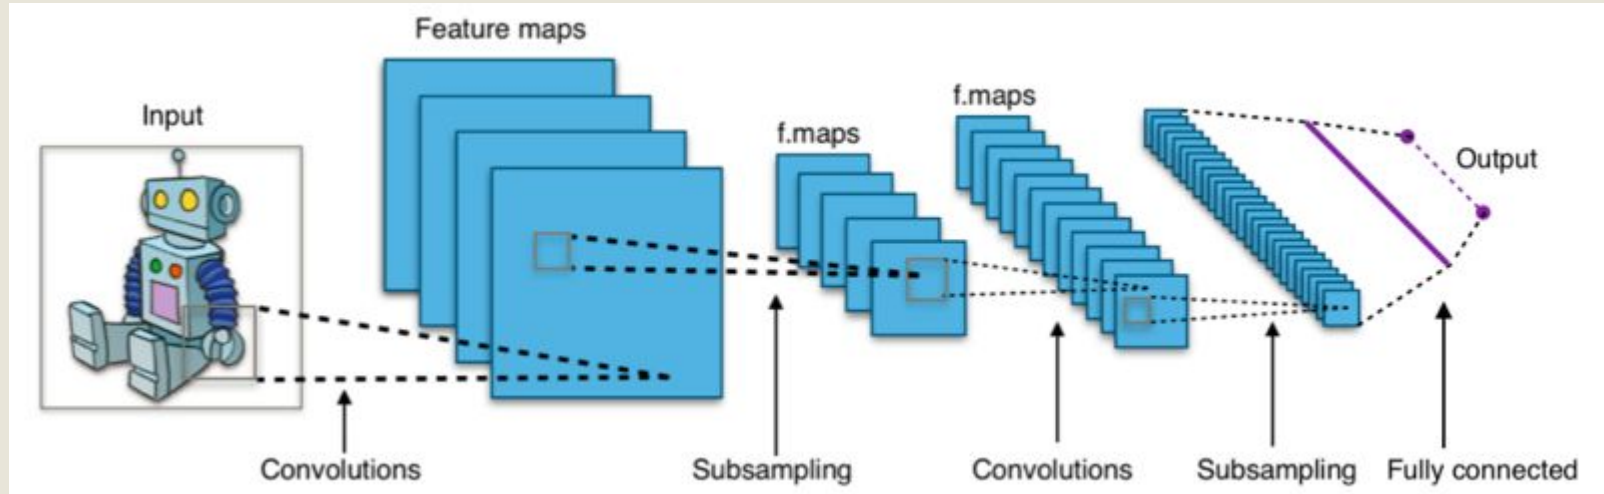 Feature maps
Input
f.maps
f.maps
Output
Convolutions
Subsampling
Convolutions
Subsampling
Fully connected